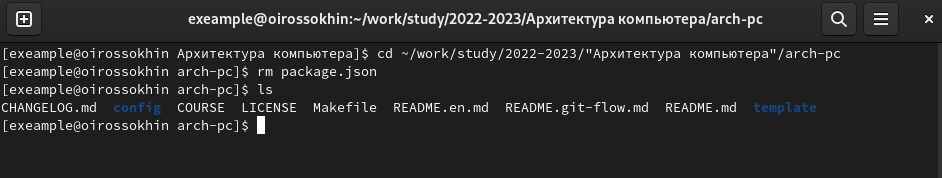 exeample@oirossokhin:~/work/study/2022-2023/Архитектура компьютера/arch-pc
[exeample@oirossokhin Архитектура компьютера]$ cd ~/work/study/2022-2023/"Архитектура компьютера"/arch-pc
[exeample@oirossokhin arch-pc]$ rm package.json
[exeample@oirossokhin arch-pc]$ ls
CHANGELOG.md config COURSE LICENSE Makefile README.en.md README.git-flow.md README.md template
[exeample@oirossokhin arch-pc]$